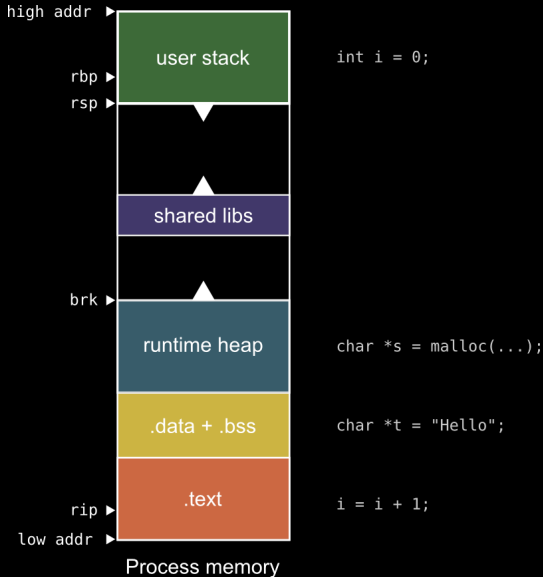 high addr
user stack
int i = 0;
rbp
rsp
shared libs
brk
runtime heap
char *s = malloc(...);
.data + .bss
char *t = "Hello";
.text
i = i + 1;
rip
low addr
Process memory